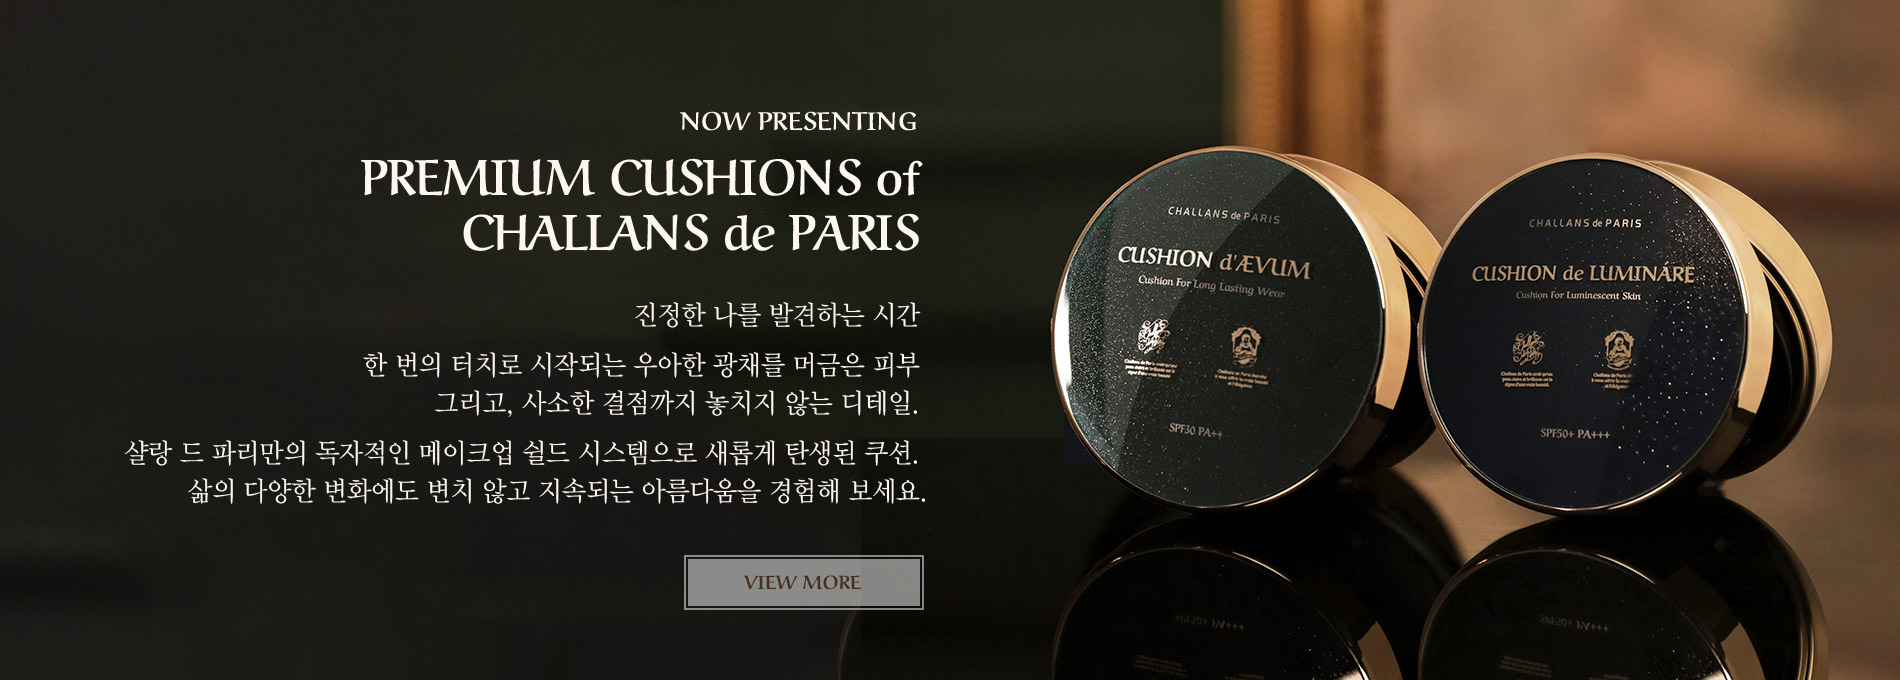 NOW PRESENTING
PREMIUM CUSHIONS of
CHALLANS de PARIS
진정한 나를 발견하는 시간
한 번의 터치로 시작되는 우아한 광채를 머금은 피부
그리고, 사소한 결점까지 놓치지 않는 디테일.
샬랑 드 파리만의 독자적인 메이크업 쉴드 시스템으로 새롭게 탄생된 쿠션.
삶의 다양한 변화에도 변치 않고 지속되는 아름다움을 경험해 보세요.
VIEW MORE
CHALLANS de PARIS
CUSHION d'ÆVUM
Cushion For Long Lasting Wear
SPF30 PA++
CHALLANS de PARIS
CUSHION de LUMINÁRE
Cushion For Luminescent Skin
SPF50+ PA+++